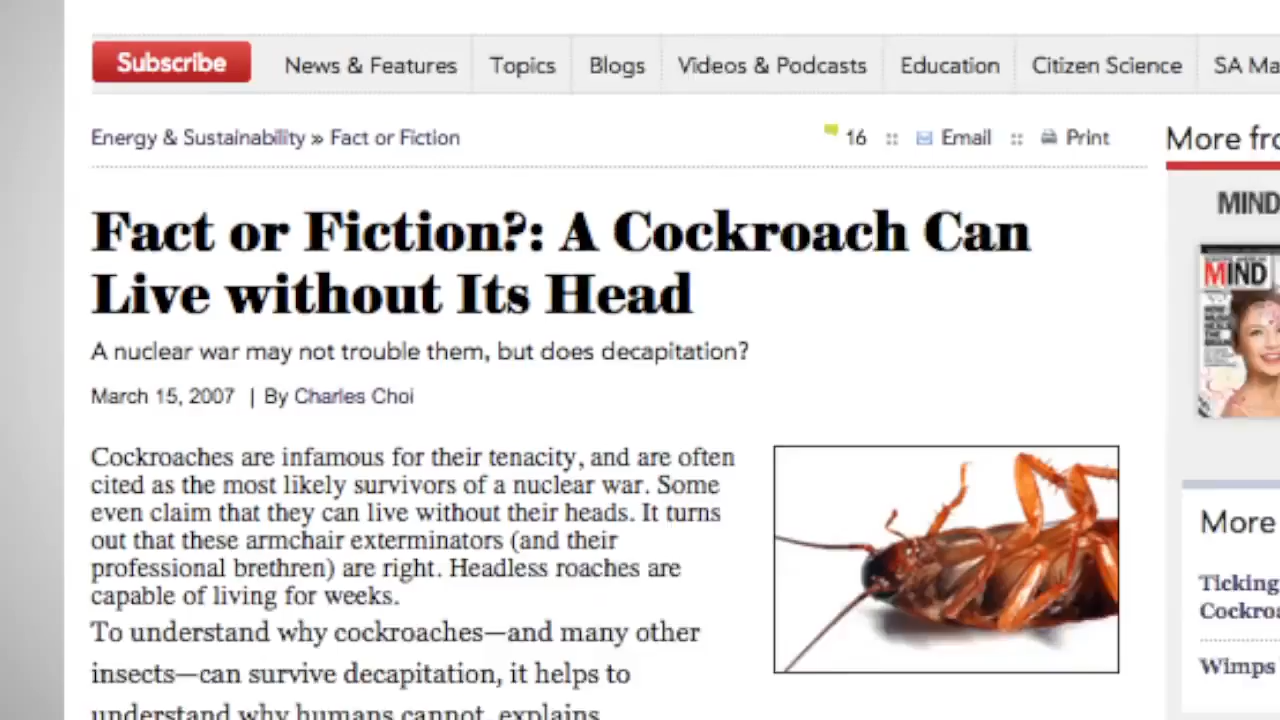 Subscribe
News & Features
Topics
Blogs
Videos & Podcasts
Education
Citizen Science
SA Ma
Energy & Sustainability » Fact or Fiction
16 :: Email :: Print
More fro
MIND
MIND
Fact or Fiction?: A Cockroach Can
Live without Its Head
A nuclear war may not trouble them, but does decapitation?
March 15, 2007 | By Charles Choi
Cockroaches are infamous for their tenacity, and are often
cited as the most likely survivors of a nuclear war. Some
even claim that they can live without their heads. It turns
out that these armchair exterminators (and their
professional brethren) are right. Headless roaches are
capable of living for weeks.
To understand why cockroaches—and many other
insects—can survive decapitation, it helps to
understand why humans cannot, explains
More
Ticking
Cockroa
Wimps